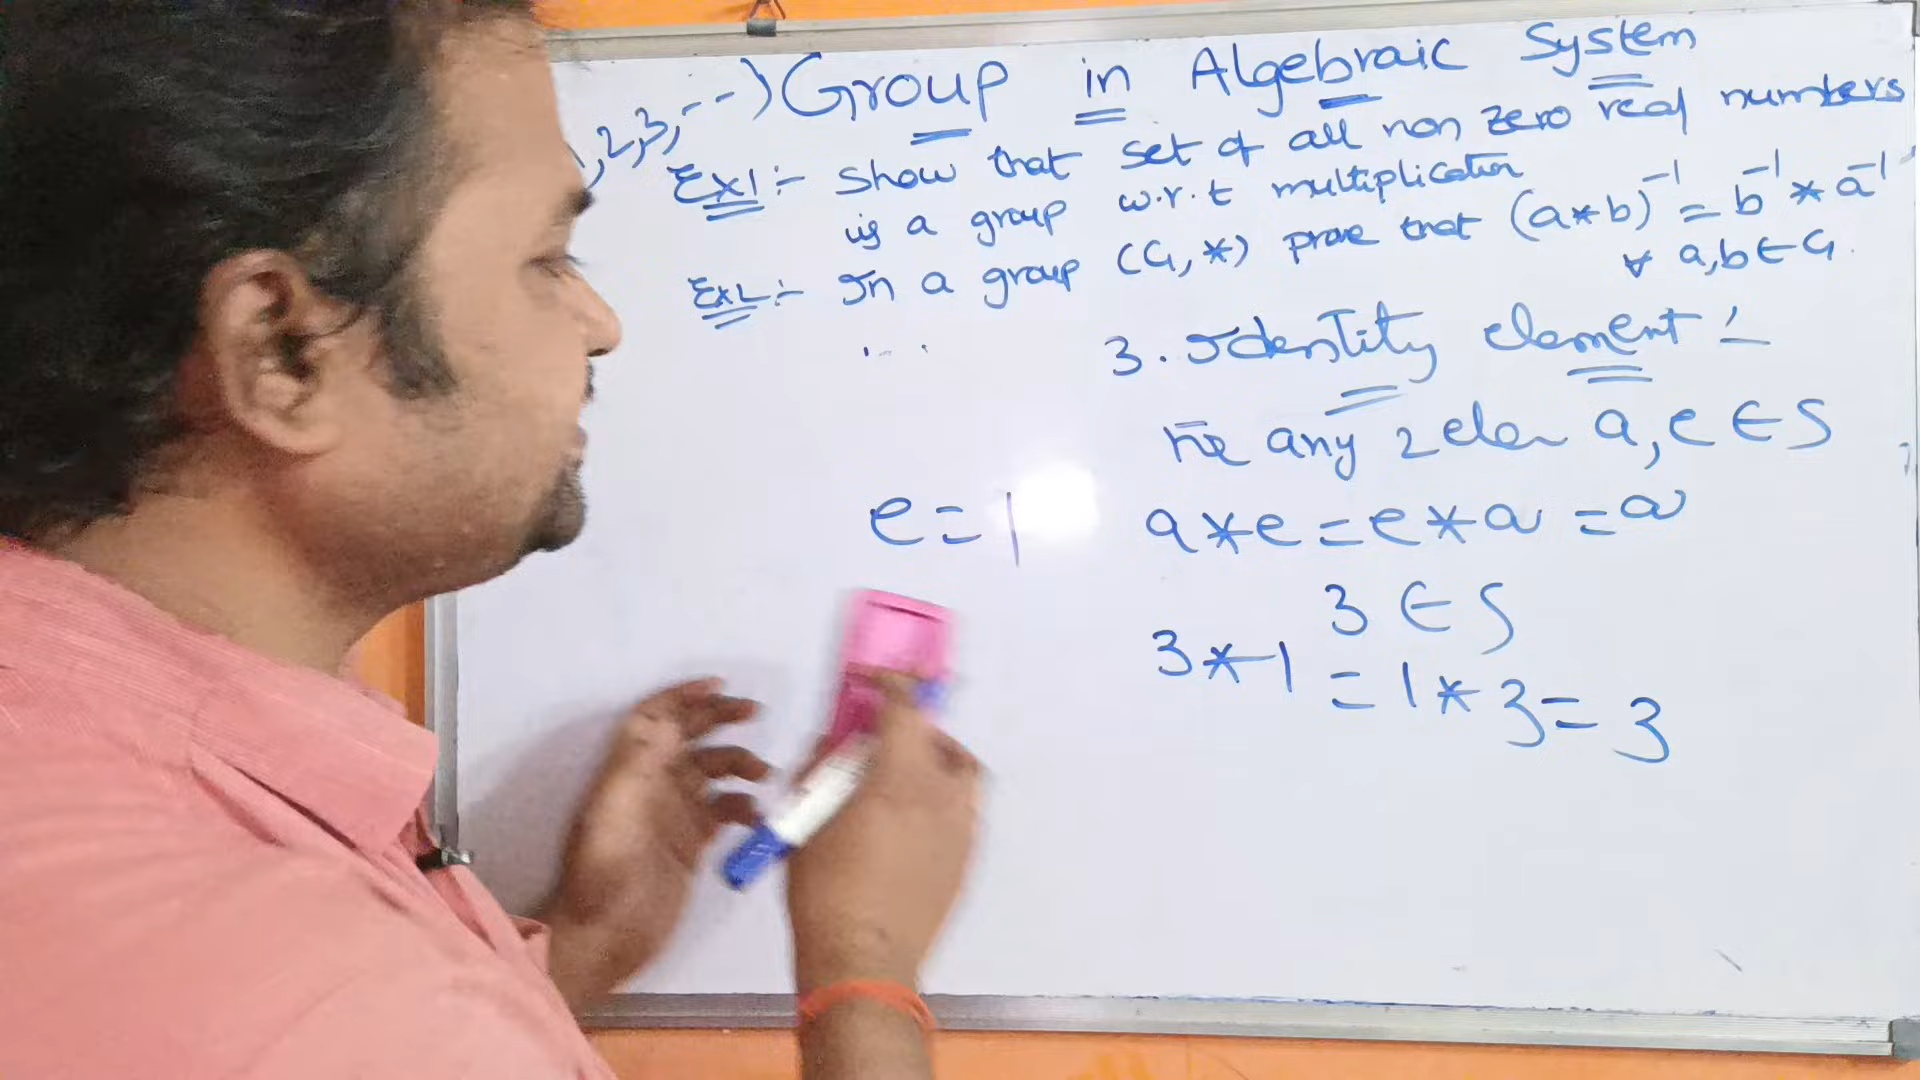 ,2,3,--) Group in Algebraic System
Ex1:- Show that set of all non zero real numbers
is a group w.r.t multiplication
Ex2:- In a group (G,*) prove that (a*b)⁻¹ = b⁻¹ * a⁻¹
∀ a,b∈G.
3. Identity element :-
For any 2 elem a,e ∈ S
e=1
a*e=e*a=a
3 ∈ S
3*1 = 1*3=3